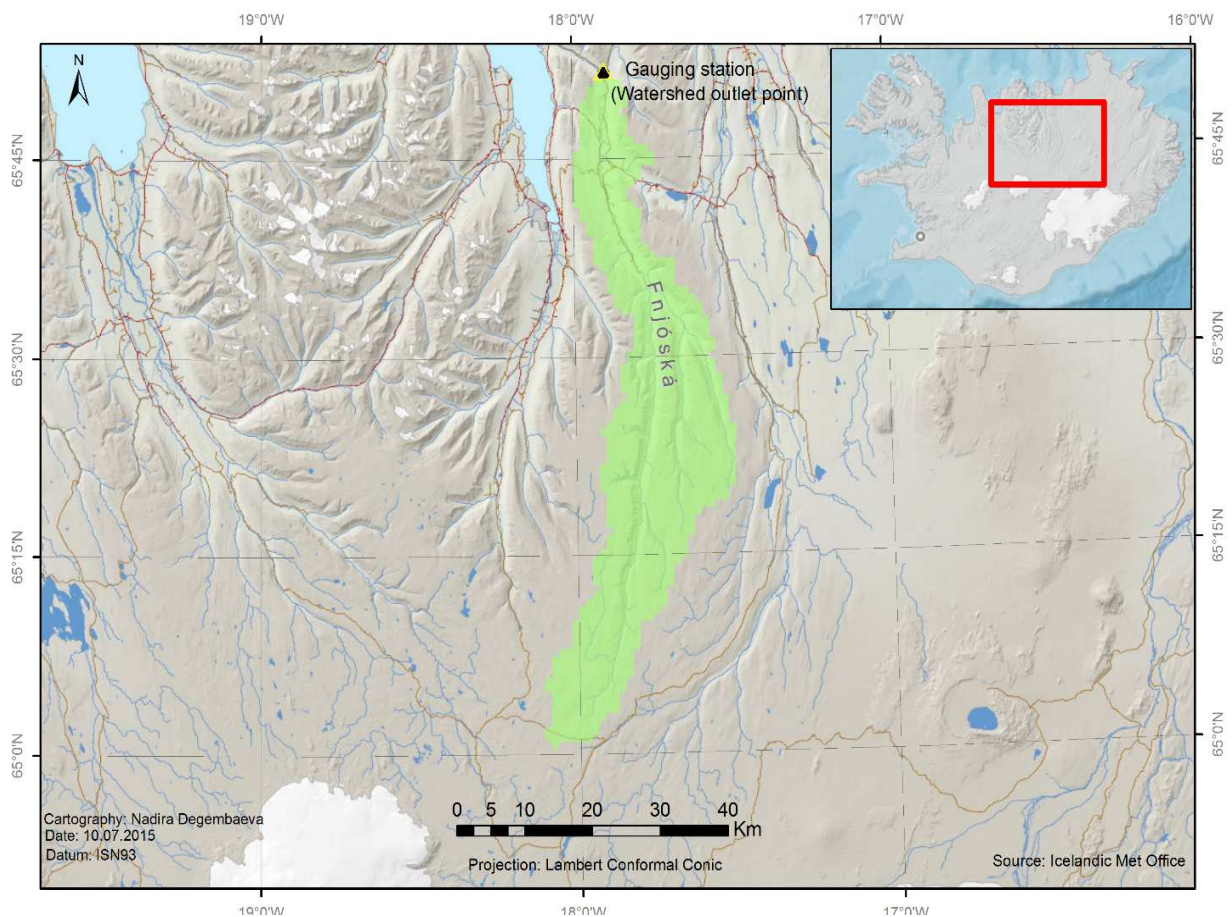 19°0'W
18°0'W
17°0'W
16°0'W
N
Gauging station
(Watershed outlet point)
65°45'N
65°45'N
Fnjóská
65°30'N
65°30'N
65°15'N
65°15'N
65°0'N
65°0'N
0 5 10 20 30 40
Km
Cartography: Nadira Degembaeva
Date: 10.07.2015
Datum: ISN93
Projection: Lambert Conformal Conic
Source: Icelandic Met Office
19°0'W
18°0'W
17°0'W